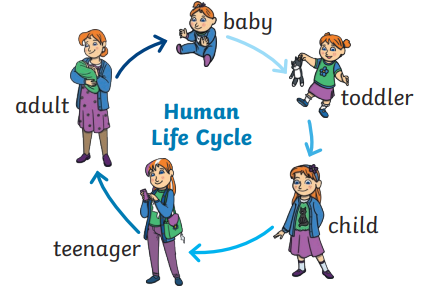 baby
toddler
child
teenager
adult
Human
Life Cycle